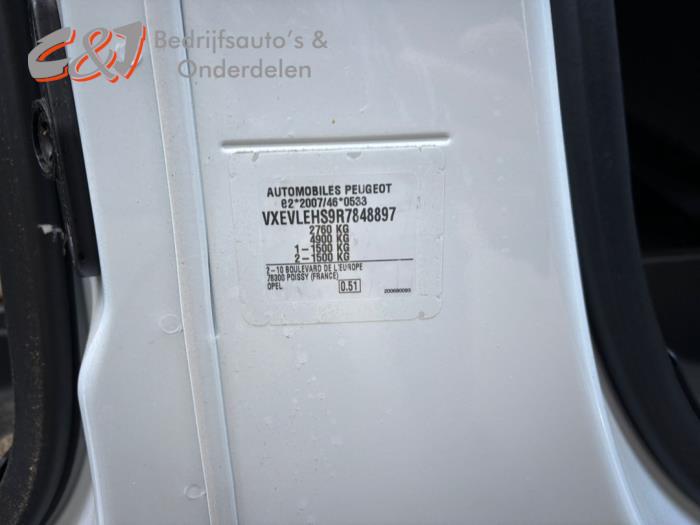 C&J Bedrijfsauto's &
Onderdelen
AUTOMOBILES PEUGEOT
e2*2007/46*0533
VXEVLEHS9R7848897
2760 KG
4900 KG
1-1500 KG
2-1500 KG
2-10 BOULEVARD DE L'EUROPE
78300 POISSY (FRANCE)
OPEL 0.51 200680093